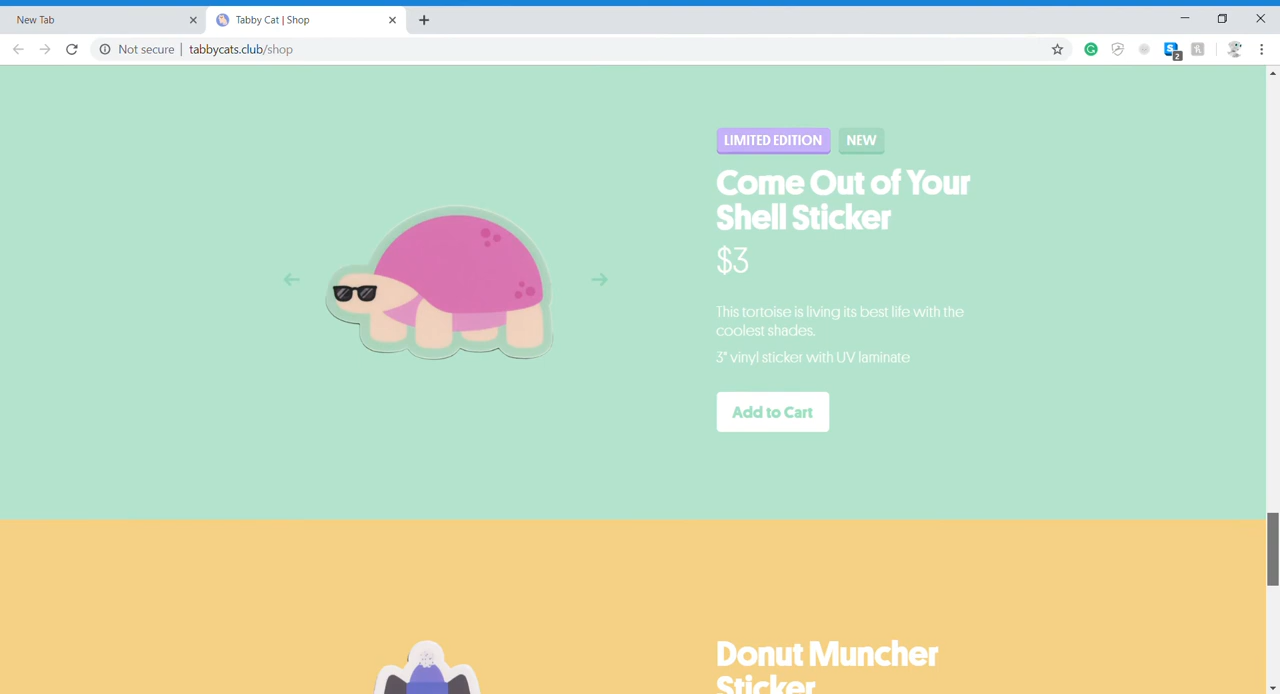 New Tab
Tabby Cat | Shop
Not secure | tabbycats.club/shop
2
LIMITED EDITION
NEW
Come Out of Your
Shell Sticker
$3
This tortoise is living its best life with the
coolest shades.
3" vinyl sticker with UV laminate
Add to Cart
Donut Muncher
Sticker